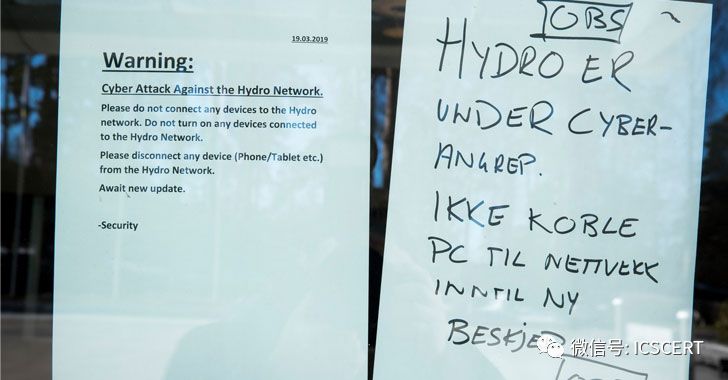 19.03.2019
Warning:
Cyber Attack Against the Hydro Network.
Please do not connect any devices to the Hydro
network. Do not turn on any devices connected
to the Hydro Network.
Please disconnect any device (Phone/Tablet etc.)
from the Hydro Network.
Await new update.
-Security
OBS
HYDRO ER
UNDER CYBER-
ANGREP.
IKKE KOBLE
PC TIL NETTVERK
INNTIL NY
BESKJED
微信号: ICSCERT